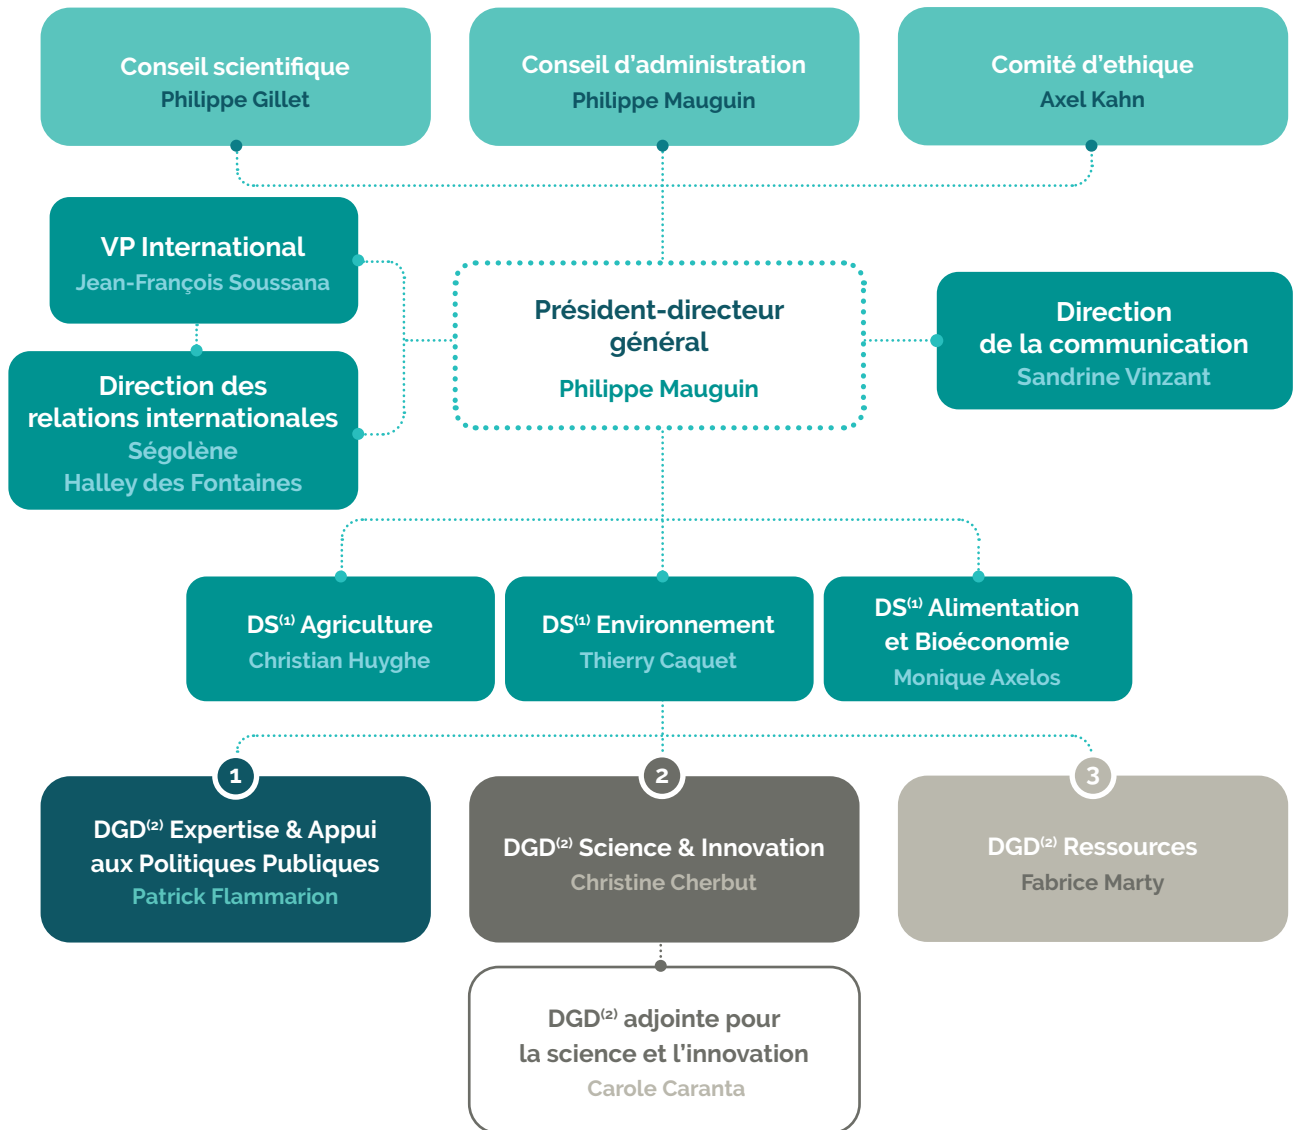 Conseil scientifique
Philippe Gillet
Conseil d'administration
Philippe Mauguin
Comité d'ethique
Axel Kahn
VP International
Jean-François Soussana
Direction des
relations internationales
Ségolène
Halley des Fontaines
Président-directeur
général
Philippe Mauguin
Direction
de la communication
Sandrine Vinzant
DS⁽¹⁾ Agriculture
Christian Huyghe
DS⁽¹⁾ Environnement
Thierry Caquet
DS⁽¹⁾ Alimentation
et Bioéconomie
Monique Axelos
1
DGD⁽²⁾ Expertise & Appui
aux Politiques Publiques
Patrick Flammarion
2
DGD⁽²⁾ Science & Innovation
Christine Cherbut
3
DGD⁽²⁾ Ressources
Fabrice Marty
DGD⁽²⁾ adjointe pour
la science et l'innovation
Carole Caranta